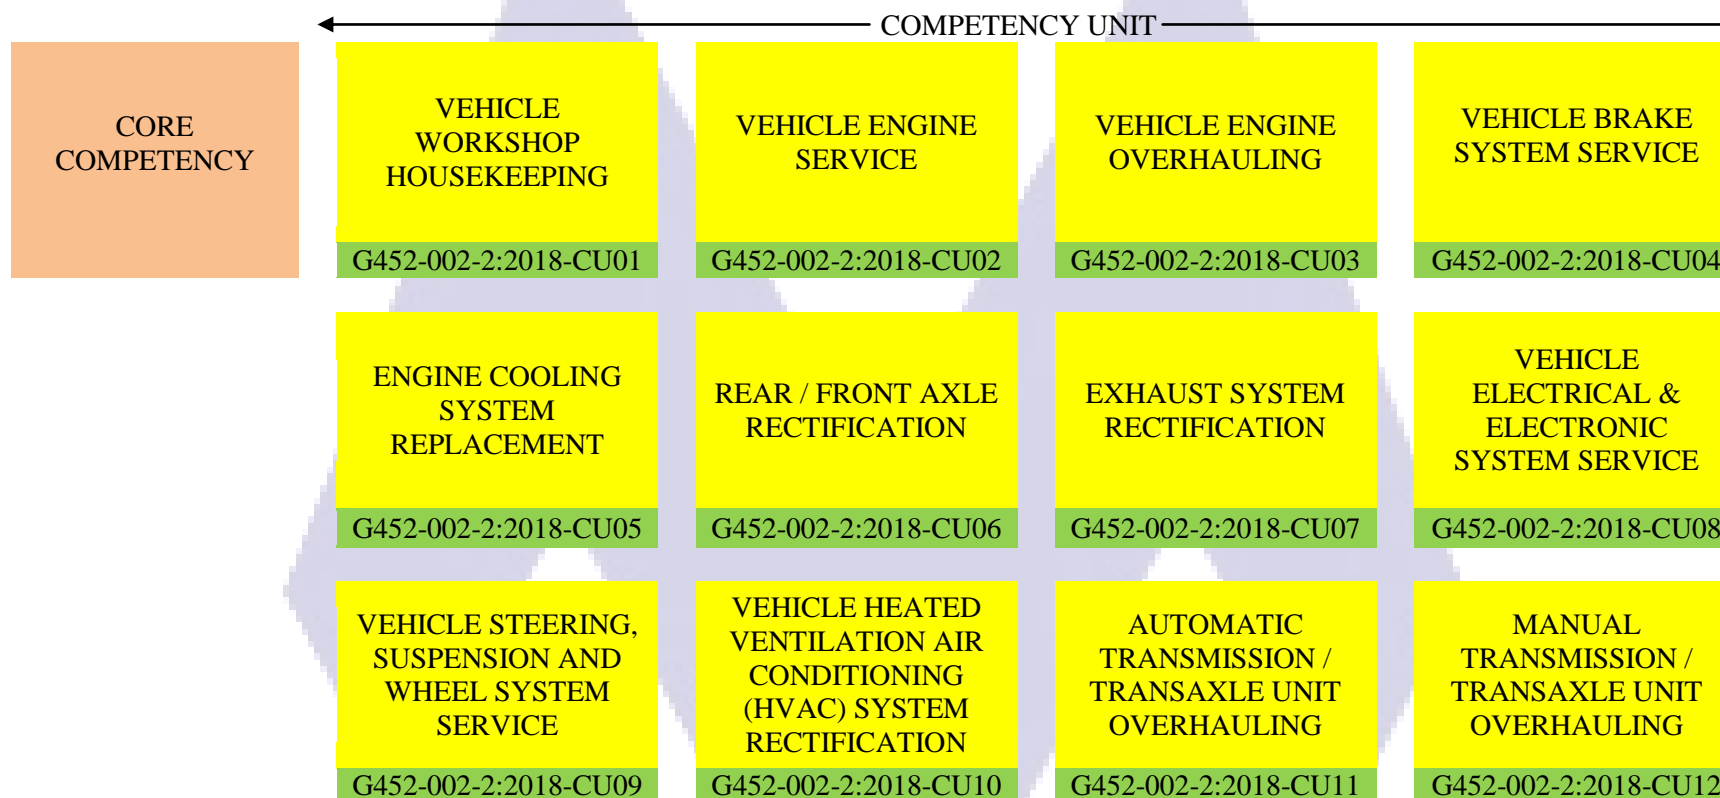 COMPETENCY UNIT
CORE
COMPETENCY
VEHICLE
WORKSHOP
HOUSEKEEPING
G452-002-2:2018-CU01
VEHICLE ENGINE
SERVICE
G452-002-2:2018-CU02
VEHICLE ENGINE
OVERHAULING
G452-002-2:2018-CU03
VEHICLE BRAKE
SYSTEM SERVICE
G452-002-2:2018-CU04
ENGINE COOLING
SYSTEM
REPLACEMENT
G452-002-2:2018-CU05
REAR / FRONT AXLE
RECTIFICATION
G452-002-2:2018-CU06
EXHAUST SYSTEM
RECTIFICATION
G452-002-2:2018-CU07
VEHICLE
ELECTRICAL &
ELECTRONIC
SYSTEM SERVICE
G452-002-2:2018-CU08
VEHICLE STEERING,
SUSPENSION AND
WHEEL SYSTEM
SERVICE
G452-002-2:2018-CU09
VEHICLE HEATED
VENTILATION AIR
CONDITIONING
(HVAC) SYSTEM
RECTIFICATION
G452-002-2:2018-CU10
AUTOMATIC
TRANSMISSION /
TRANSAXLE UNIT
OVERHAULING
G452-002-2:2018-CU11
MANUAL
TRANSMISSION /
TRANSAXLE UNIT
OVERHAULING
G452-002-2:2018-CU12